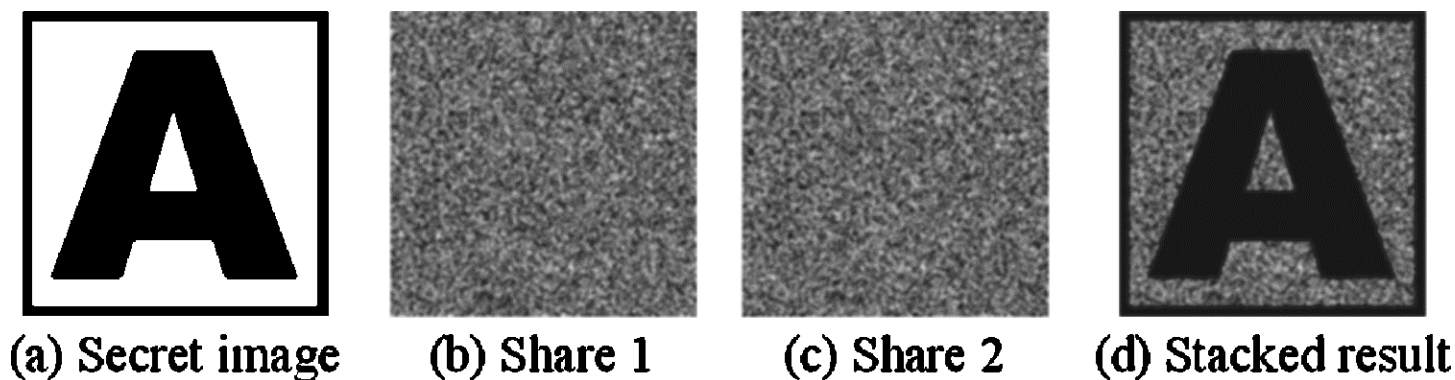 A
A
(a) Secret image
(b) Share 1
(c) Share 2
(d) Stacked result